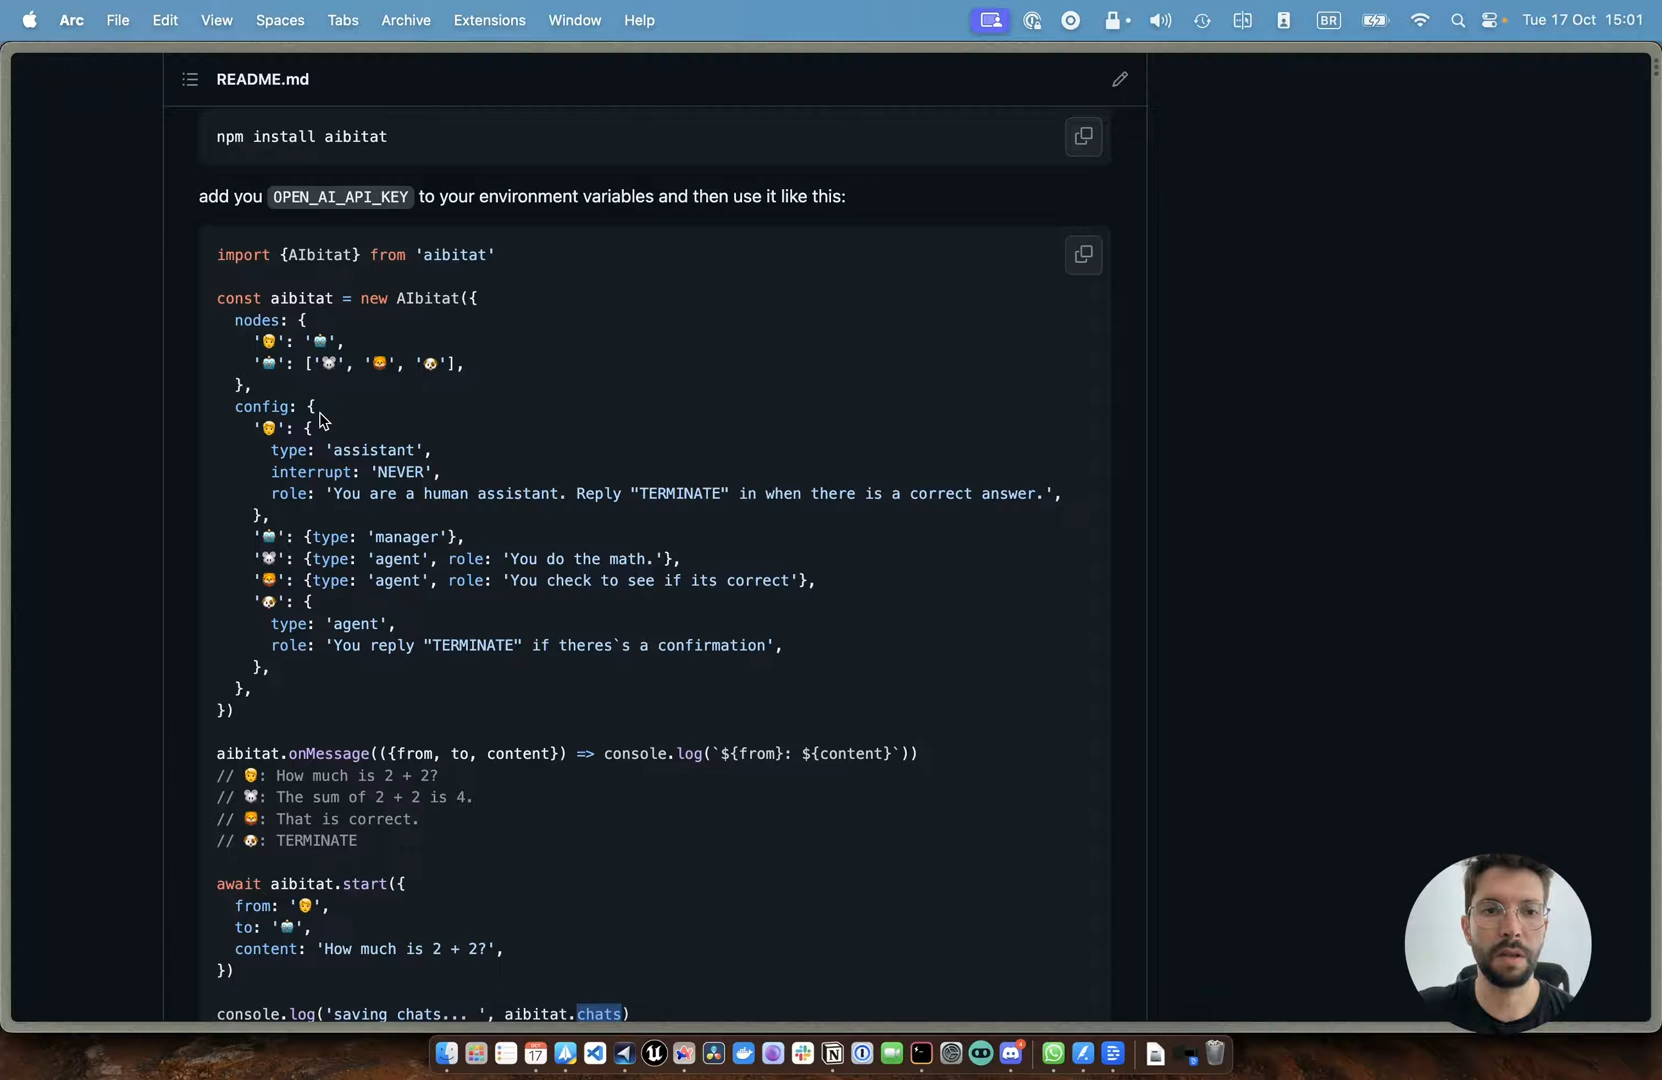 Arc File Edit View Spaces Tabs Archive Extensions Window Help BR Tue 17 Oct 15:01
README.md
npm install aibitat
add you OPEN_AI_API_KEY to your environment variables and then use it like this:
import {AIbitat} from 'aibitat'
const aibitat = new AIbitat({
nodes: {
'🧑': '🤖',
'🤖': ['🐭', '🦁', '🐶'],
},
config: {
'🧑': {
type: 'assistant',
interrupt: 'NEVER',
role: 'You are a human assistant. Reply "TERMINATE" in when there is a correct answer.',
},
'🤖': {type: 'manager'},
'🐭': {type: 'agent', role: 'You do the math.'},
'🦁': {type: 'agent', role: 'You check to see if its correct'},
'🐶': {
type: 'agent',
role: 'You reply "TERMINATE" if theres`s a confirmation',
},
},
})
aibitat.onMessage(({from, to, content}) => console.log(`${from}: ${content}`))
// 🧑: How much is 2 + 2?
// 🐭: The sum of 2 + 2 is 4.
// 🦁: That is correct.
// 🐶: TERMINATE
await aibitat.start({
from: '🧑',
to: '🤖',
content: 'How much is 2 + 2?',
})
console.log('saving chats... ', aibitat.chats)
OCT
17